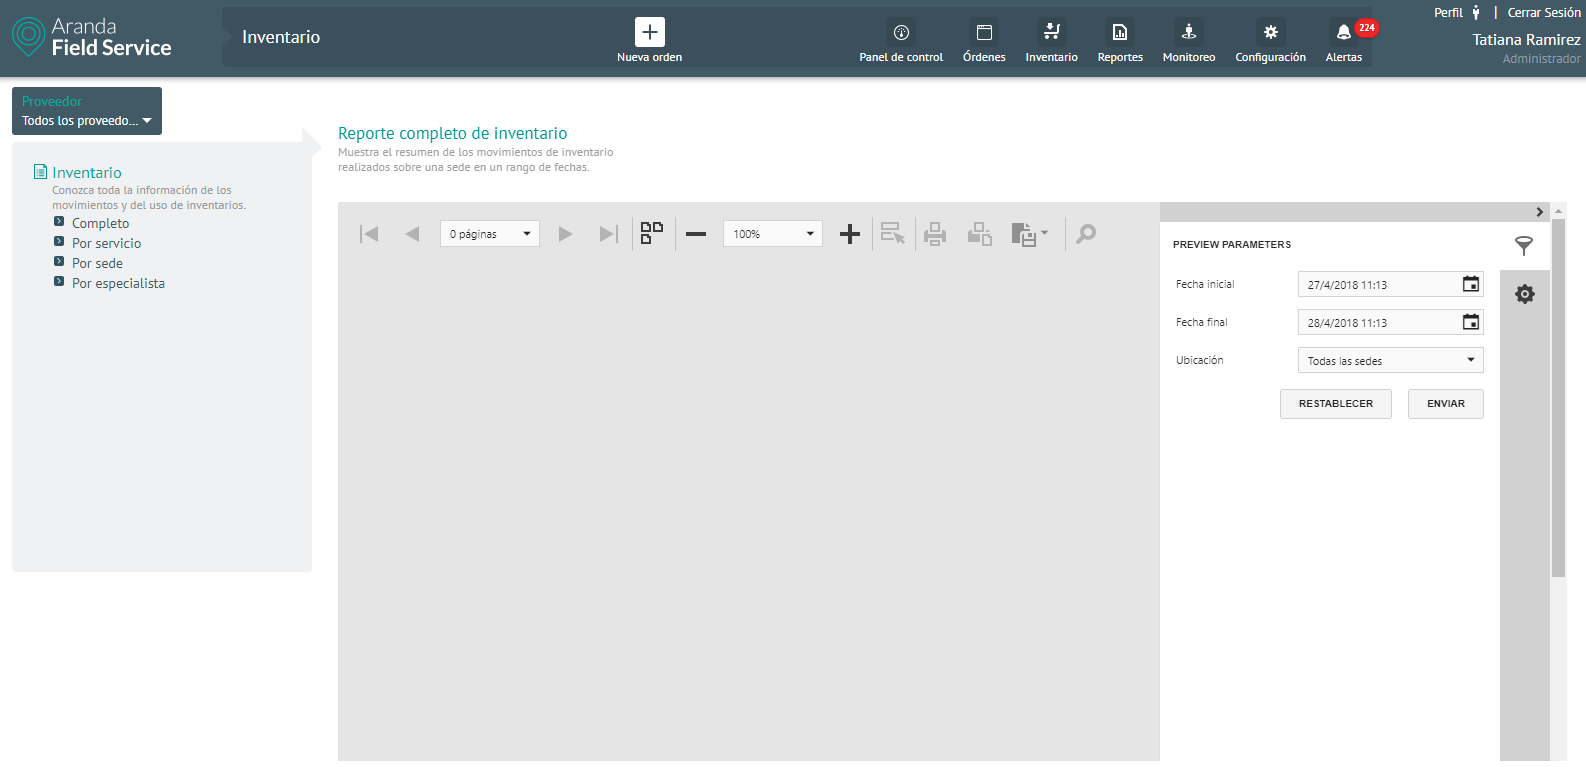 Aranda
Field Service
Inventario
Nueva orden
Panel de control
Órdenes
Inventario
Reportes
Monitoreo
Configuración
Alertas
224
Perfil | Cerrar Sesión
Tatiana Ramirez
Administrador
Proveedor
Todos los proveedo...
Inventario
Conozca toda la información de los
movimientos y del uso de inventarios.
Completo
Por servicio
Por sede
Por especialista
Reporte completo de inventario
Muestra el resumen de los movimientos de inventario
realizados sobre una sede en un rango de fechas.
0 páginas
100%
PREVIEW PARAMETERS
Fecha inicial
27/4/2018 11:13
Fecha final
28/4/2018 11:13
Ubicación
Todas las sedes
RESTABLECER
ENVIAR